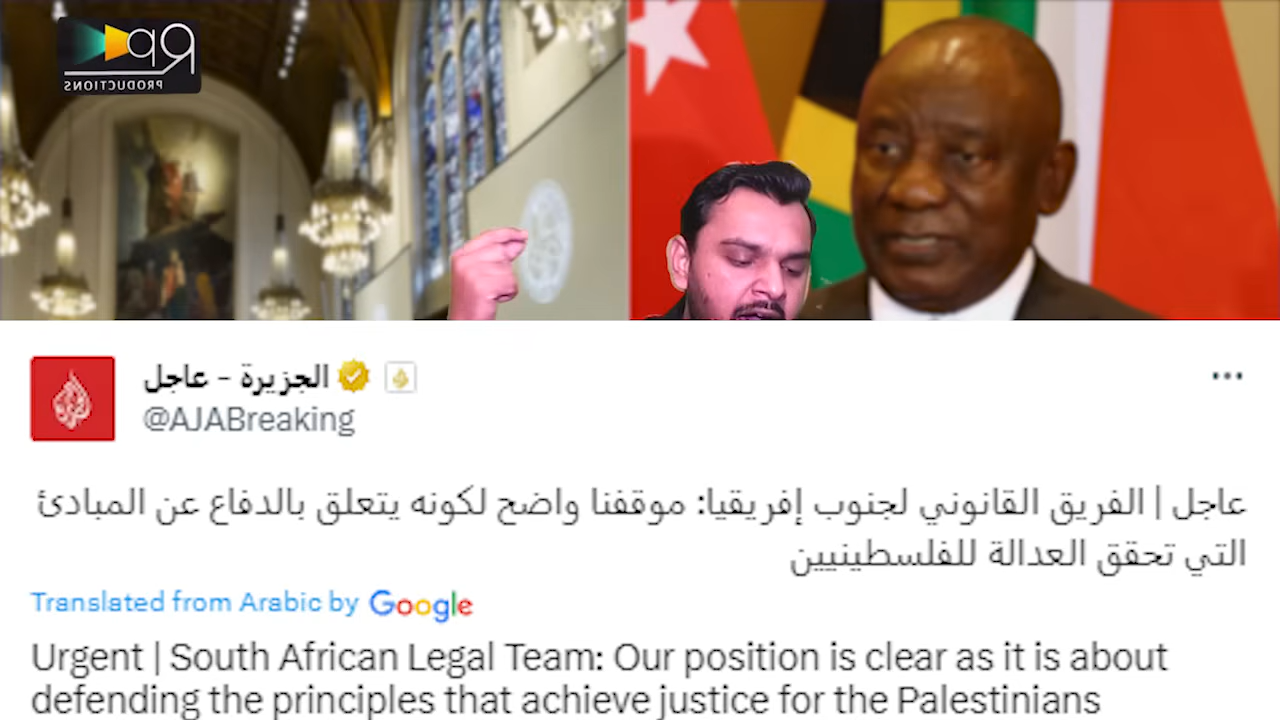 PRODUCTIONS
الجزيرة - عاجل
@AJABreaking
عاجل | الفريق القانوني لجنوب إفريقيا: موقفنا واضح لكونه يتعلق بالدفاع عن المبادئ
التي تحقق العدالة للفلسطينيين
Translated from Arabic by Google
Urgent | South African Legal Team: Our position is clear as it is about
defending the principles that achieve justice for the Palestinians